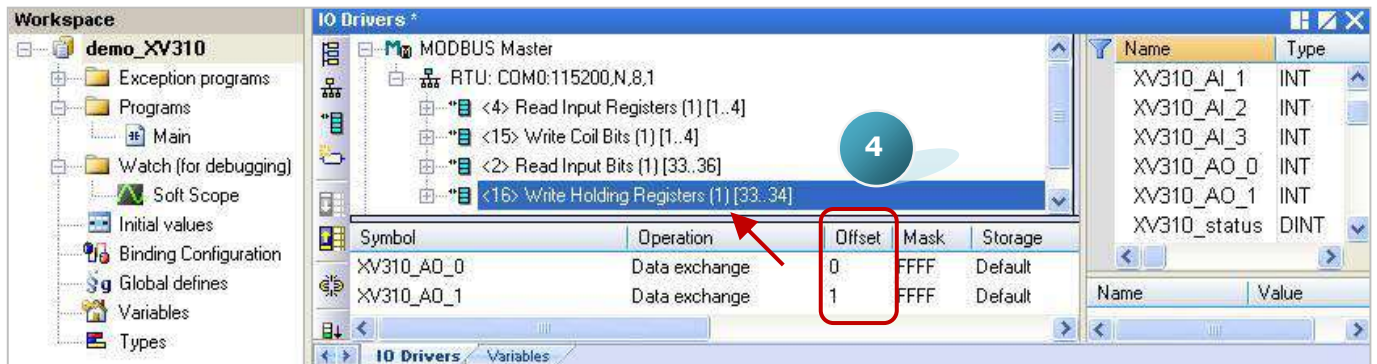 Workspace
demo_XV310
Exception programs
Programs
Main
Watch (for debugging)
Soft Scope
Initial values
Binding Configuration
Global defines
Variables
Types
IO Drivers *
MODBUS Master
RTU: COM0:115200,N,8,1
<4> Read Input Registers (1) [1..4]
<15> Write Coil Bits (1) [1..4]
<2> Read Input Bits (1) [33..36]
<16> Write Holding Registers (1) [33..34]
4
Symbol Operation Offset Mask Storage
XV310_AO_0 Data exchange 0 FFFF Default
XV310_AO_1 Data exchange 1 FFFF Default
IO Drivers Variables
Name Type
XV310_AI_1 INT
XV310_AI_2 INT
XV310_AI_3 INT
XV310_AO_0 INT
XV310_AO_1 INT
XV310_status DINT
Name Value